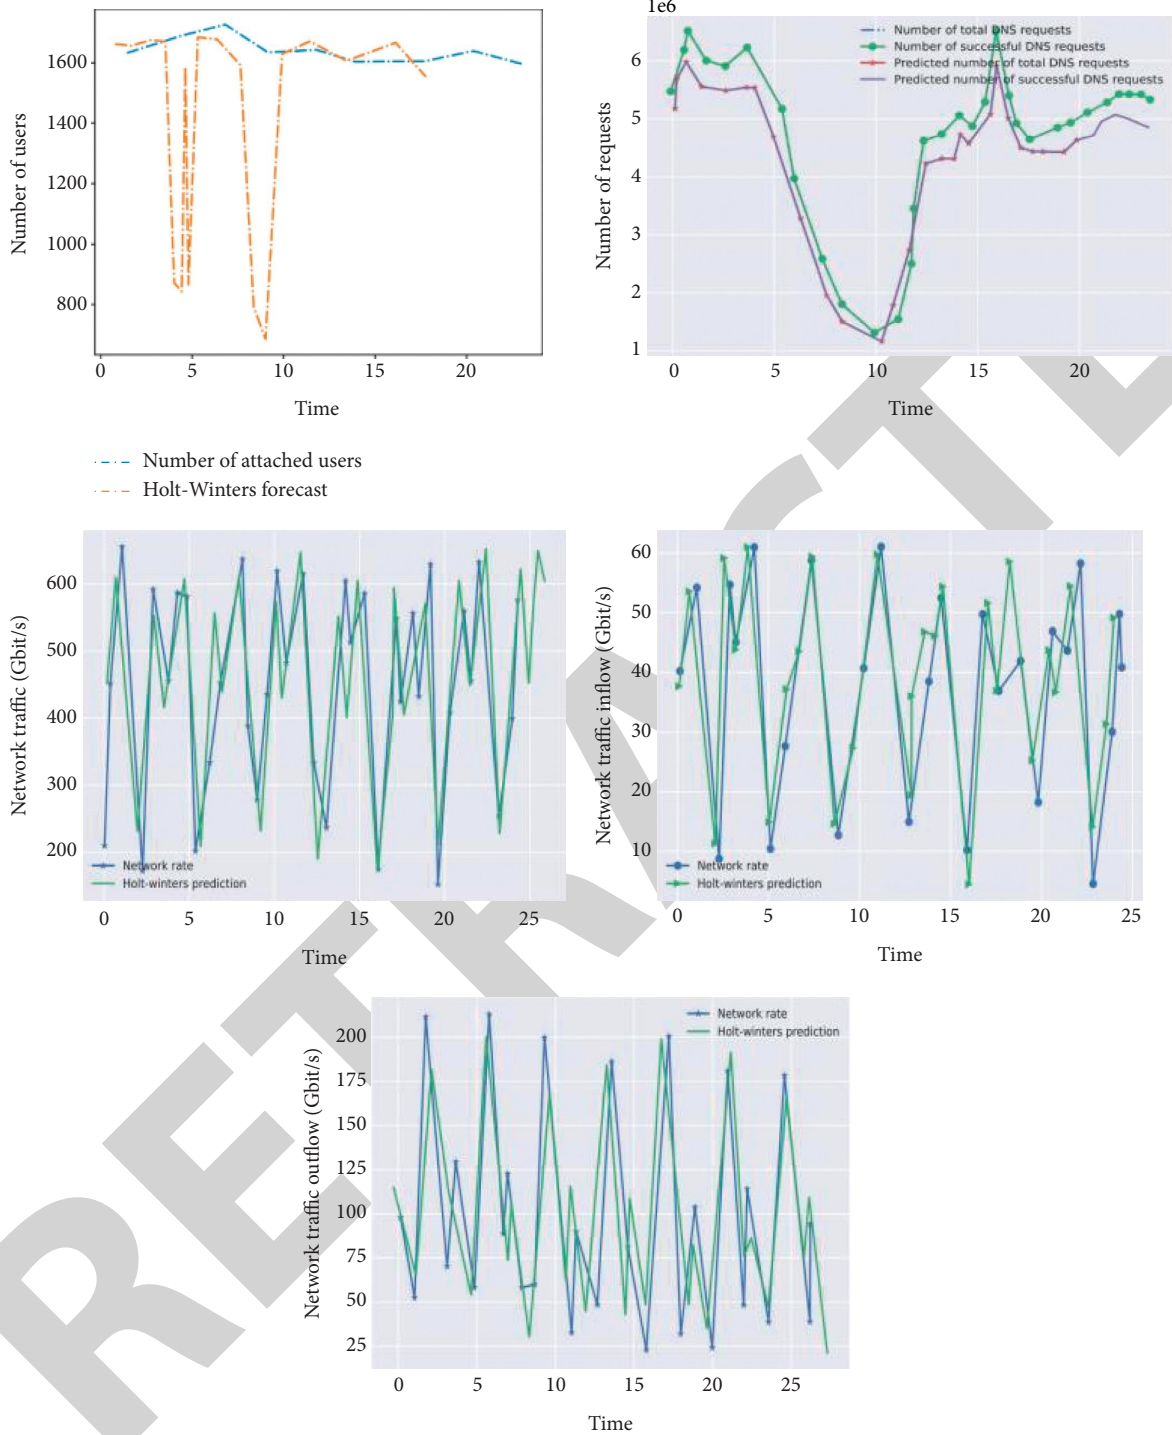 1e6
1600
1400
1200
1000
800
Number of users
0 5 10 15 20
Time
Number of attached users
Holt-Winters forecast
6
5
4
3
2
1
Number of requests
Number of total DNS requests
Number of successful DNS requests
Predicted number of total DNS requests
Predicted number of successful DNS requests
0 5 10 15 20
Time
600
500
400
300
200
Network traffic (Gbit/s)
Network rate
Holt-winters prediction
0 5 10 15 20 25
Time
60
50
40
30
20
10
Network traffic inflow (Gbit/s)
Network rate
Holt-winters prediction
0 5 10 15 20 25
Time
200
175
150
125
100
75
50
25
Network traffic outflow (Gbit/s)
Network rate
Holt-winters prediction
0 5 10 15 20 25
Time